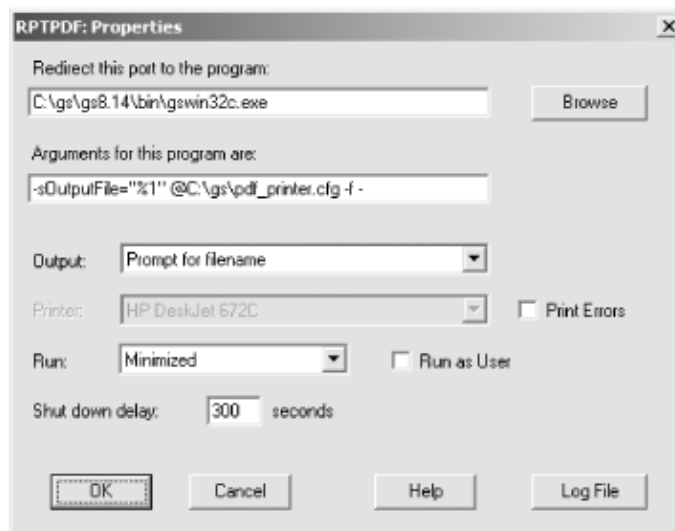 RPTPDF: Properties
Redirect this port to the program:
C:\gs\gs8.14\bin\gswin32c.exe
Browse
Arguments for this program are:
-sOutputFile="%1" @C:\gs\pdf_printer.cfg -f -
Output: Prompt for filename
Printer: HP DeskJet 672C Print Errors
Run: Minimized Run as User
Shut down delay: 300 seconds
OK Cancel Help Log File